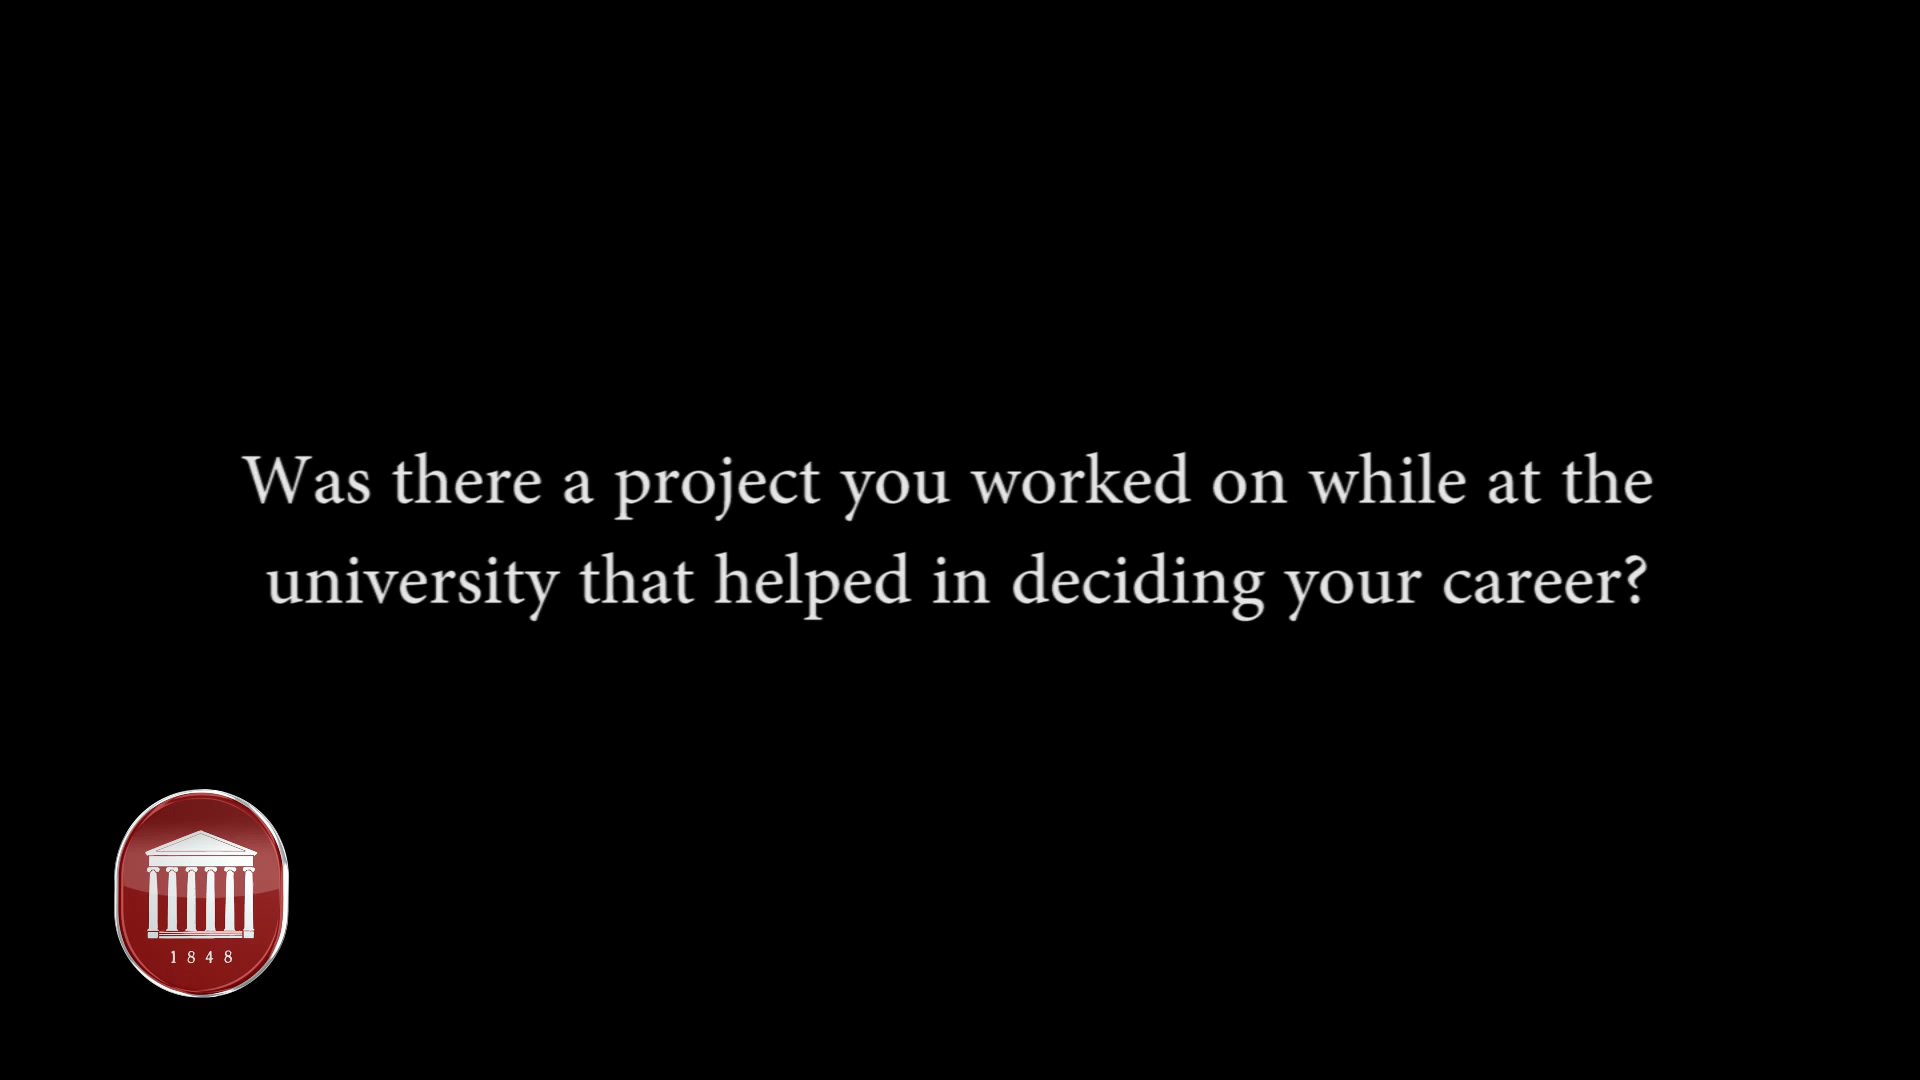 Was there a project you worked on while at the
university that helped in deciding your career?
1848